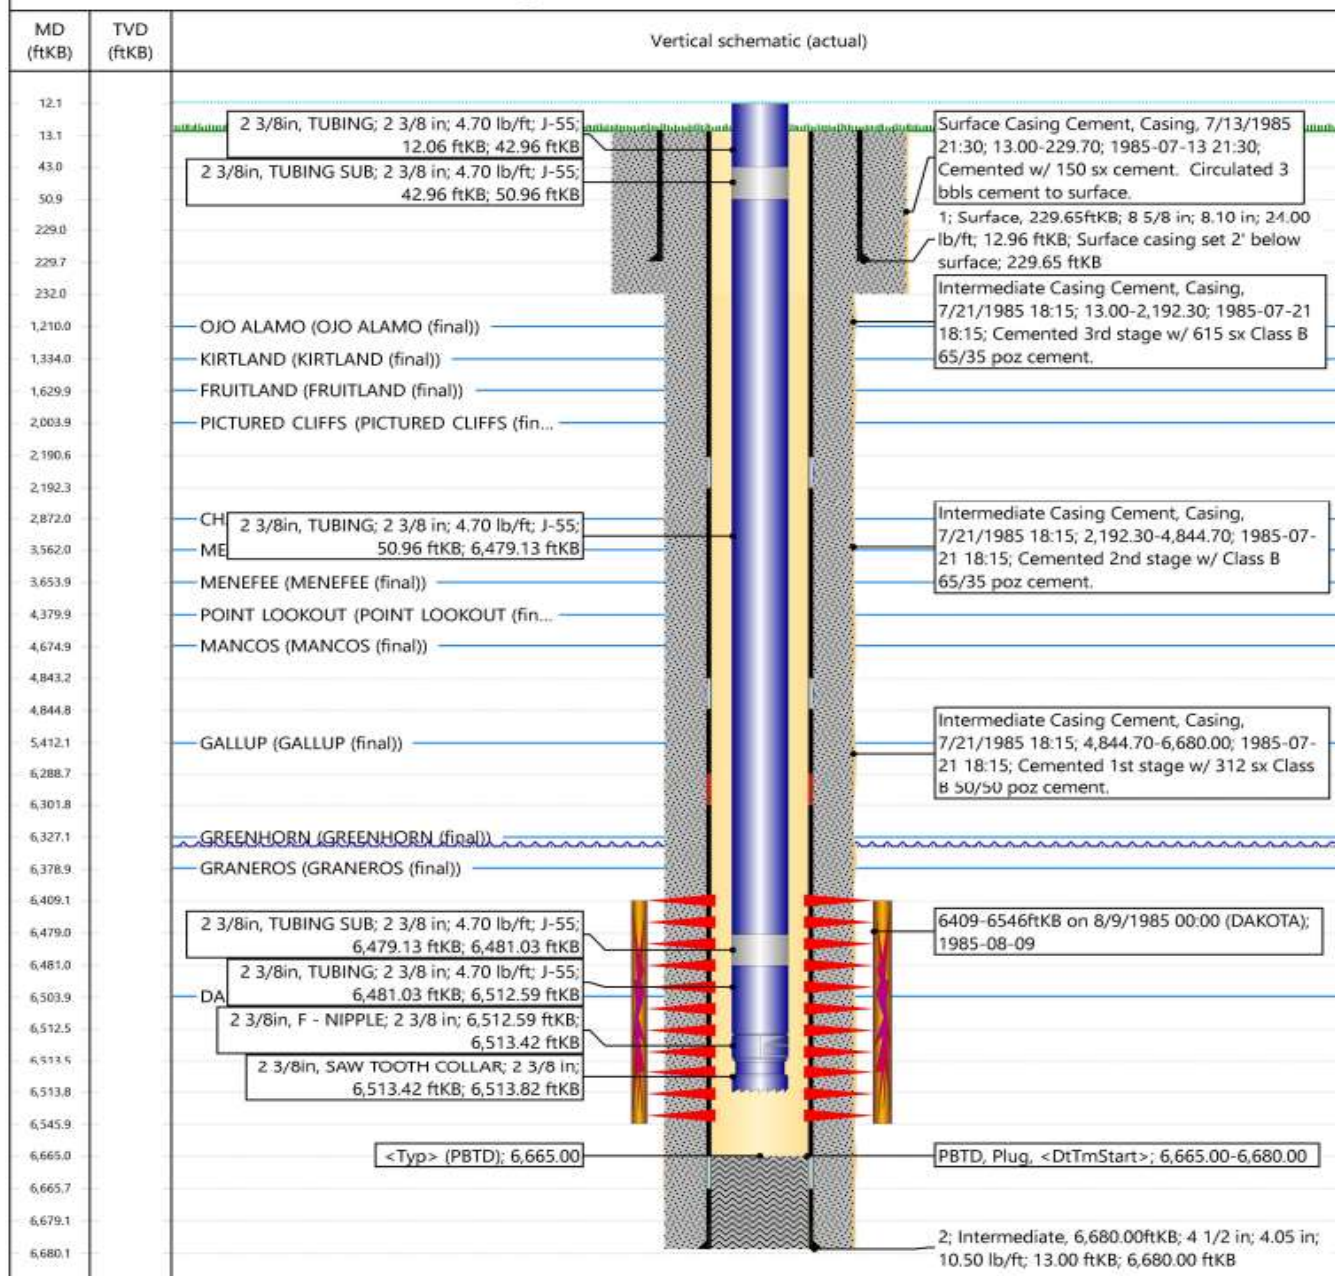 MD
(ftKB)
TVD
(ftKB)
Vertical schematic (actual)
12.1
13.1
43.0
50.9
229.0
229.7
232.0
1,210.0
1,334.0
1,629.9
2,003.9
2,190.6
2,192.3
2,872.0
3,562.0
3,653.9
4,379.9
4,674.9
4,843.2
4,844.8
5,412.1
6,288.7
6,301.8
6,327.1
6,378.9
6,409.1
6,479.0
6,481.0
6,503.9
6,512.5
6,513.5
6,513.8
6,545.9
6,665.0
6,665.7
6,679.1
6,680.1
2 3/8in, TUBING; 2 3/8 in; 4.70 lb/ft; J-55;
12.06 ftKB; 42.96 ftKB
2 3/8in, TUBING SUB; 2 3/8 in; 4.70 lb/ft; J-55;
42.96 ftKB; 50.96 ftKB
OJO ALAMO (OJO ALAMO (final))
KIRTLAND (KIRTLAND (final))
FRUITLAND (FRUITLAND (final))
PICTURED CLIFFS (PICTURED CLIFFS (fin...
CH
2 3/8in, TUBING; 2 3/8 in; 4.70 lb/ft; J-55;
50.96 ftKB; 6,479.13 ftKB
ME
MENEFEE (MENEFEE (final))
POINT LOOKOUT (POINT LOOKOUT (fin...
MANCOS (MANCOS (final))
GALLUP (GALLUP (final))
GREENHORN (GREENHORN (final))
GRANEROS (GRANEROS (final))
2 3/8in, TUBING SUB; 2 3/8 in; 4.70 lb/ft; J-55;
6,479.13 ftKB; 6,481.03 ftKB
2 3/8in, TUBING; 2 3/8 in; 4.70 lb/ft; J-55;
6,481.03 ftKB; 6,512.59 ftKB
DA
2 3/8in, F - NIPPLE; 2 3/8 in; 6,512.59 ftKB;
6,513.42 ftKB
2 3/8in, SAW TOOTH COLLAR; 2 3/8 in;
6,513.42 ftKB; 6,513.82 ftKB
<Typ> (PBTD); 6,665.00
Surface Casing Cement, Casing, 7/13/1985
21:30; 13.00-229.70; 1985-07-13 21:30;
Cemented w/ 150 sx cement. Circulated 3
bbls cement to surface.
1; Surface, 229.65ftKB; 8 5/8 in; 8.10 in; 24.00
lb/ft; 12.96 ftKB; Surface casing set 2' below
surface; 229.65 ftKB
Intermediate Casing Cement, Casing,
7/21/1985 18:15; 13.00-2,192.30; 1985-07-21
18:15; Cemented 3rd stage w/ 615 sx Class B
65/35 poz cement.
Intermediate Casing Cement, Casing,
7/21/1985 18:15; 2,192.30-4,844.70; 1985-07-
21 18:15; Cemented 2nd stage w/ Class B
65/35 poz cement.
Intermediate Casing Cement, Casing,
7/21/1985 18:15; 4,844.70-6,680.00; 1985-07-
21 18:15; Cemented 1st stage w/ 312 sx Class
B 50/50 poz cement.
6409-6546ftKB on 8/9/1985 00:00 (DAKOTA);
1985-08-09
PBTD, Plug, <DtTmStart>; 6,665.00-6,680.00
2; Intermediate, 6,680.00ftKB; 4 1/2 in; 4.05 in;
10.50 lb/ft; 13.00 ftKB; 6,680.00 ftKB